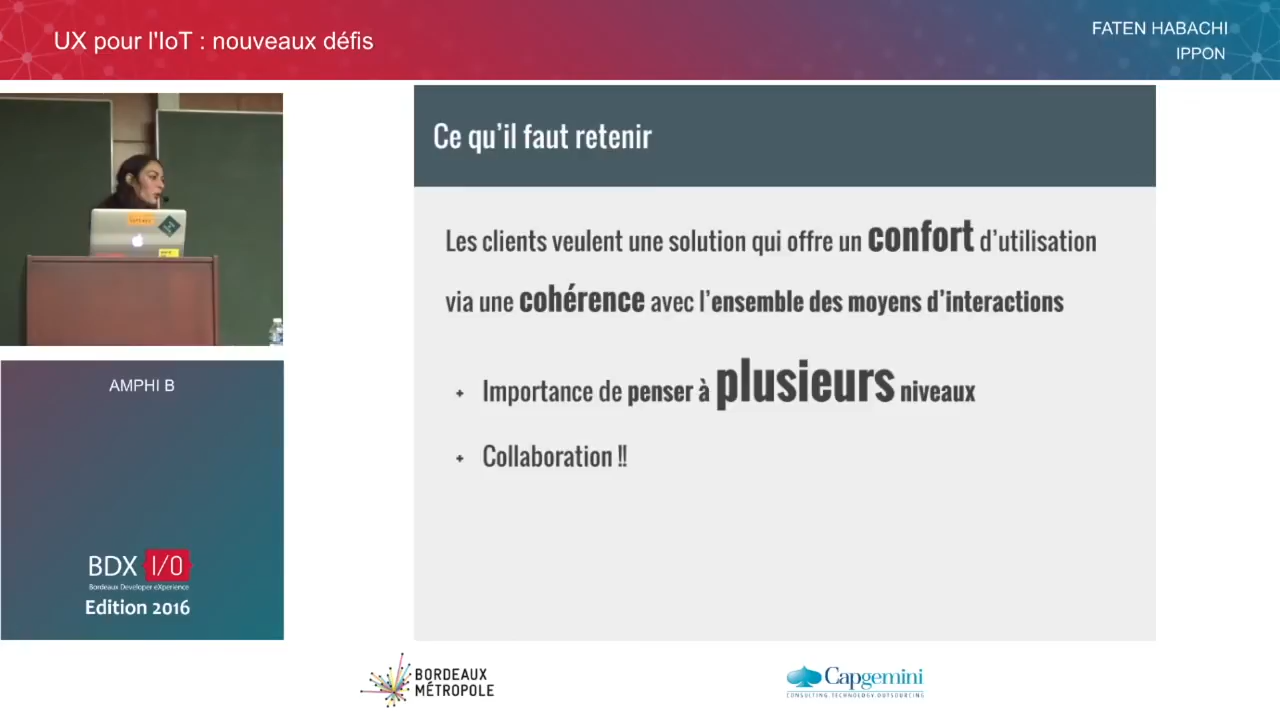 UX pour l'IoT : nouveaux défis
FATEN HABACHI
IPPON
Ce qu'il faut retenir
Les clients veulent une solution qui offre un confort d'utilisation
via une cohérence avec l'ensemble des moyens d'interactions
Importance de penser à plusieurs niveaux
Collaboration !!
AMPHI B
BDX I/O
Bordeaux Developer eXperience
Edition 2016
BORDEAUX
MÉTROPOLE
Capgemini
CONSULTING.TECHNOLOGY.OUTSOURCING